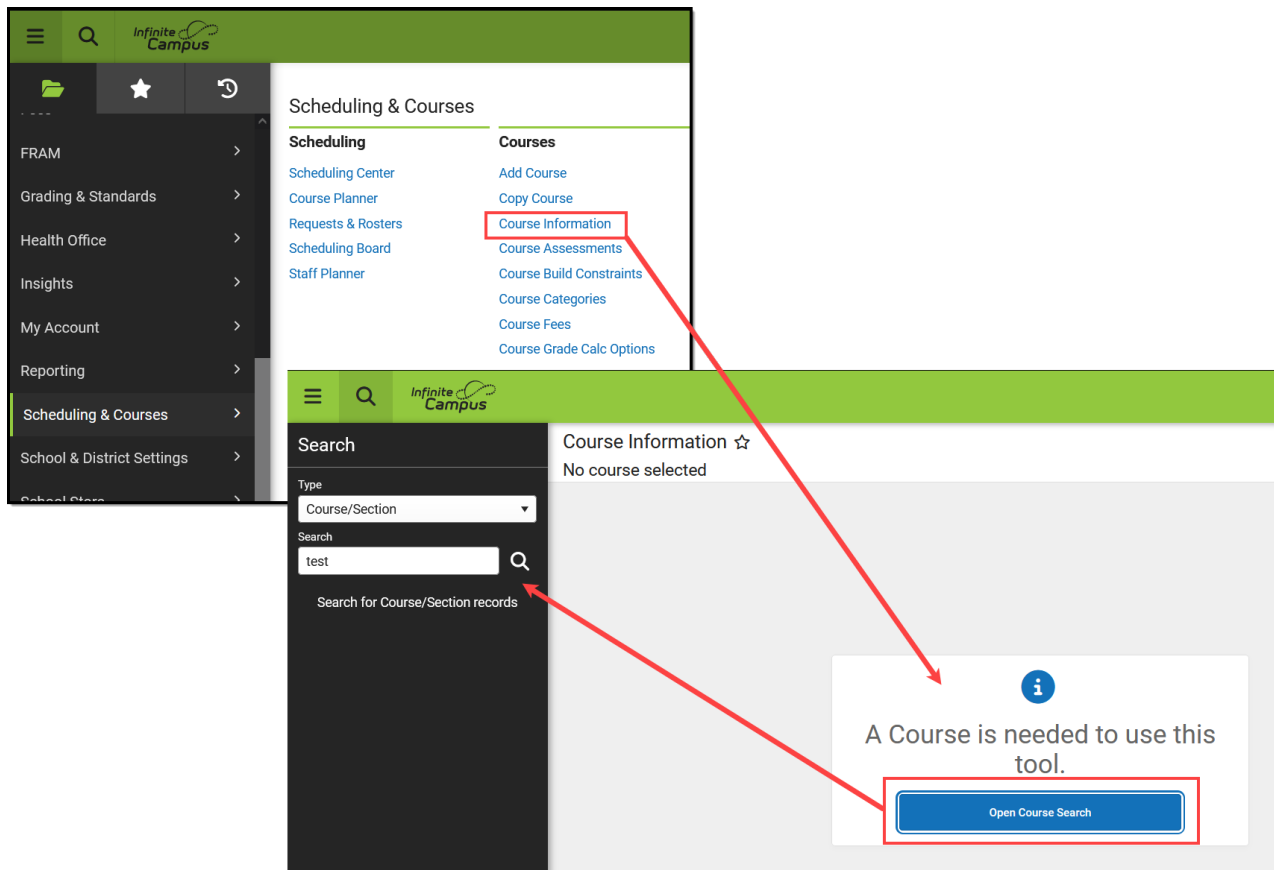 Infinite
Campus
Scheduling & Courses
FRAM
Grading & Standards
Health Office
Insights
My Account
Reporting
Scheduling & Courses
School & District Settings
School Store
Scheduling
Scheduling Center
Course Planner
Requests & Rosters
Scheduling Board
Staff Planner
Courses
Add Course
Copy Course
Course Information
Course Assessments
Course Build Constraints
Course Categories
Course Fees
Course Grade Calc Options
Infinite
Campus
Search
Type
Course/Section
Search
test
Search for Course/Section records
Course Information
No course selected
A Course is needed to use this
tool.
Open Course Search